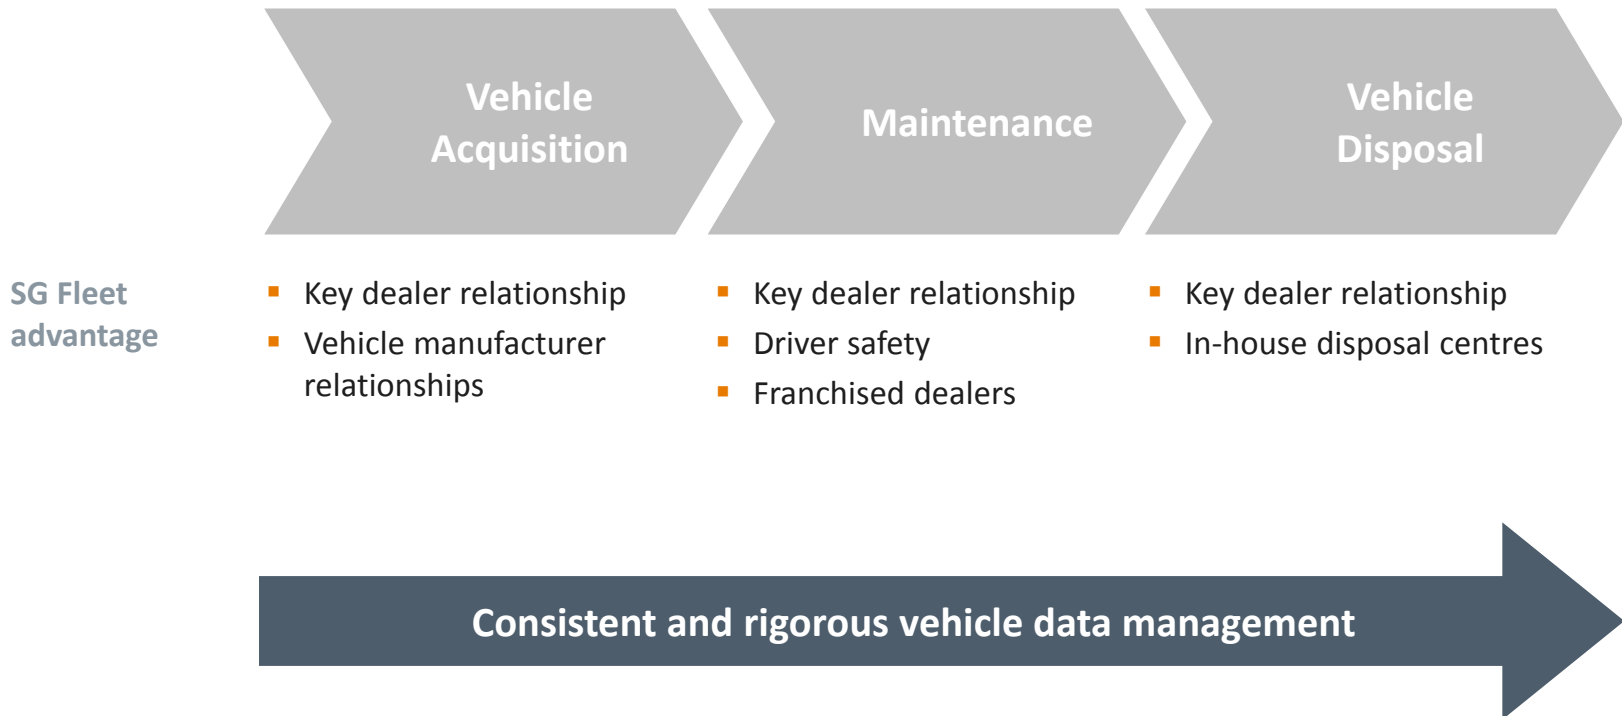 Vehicle
Acquisition
Maintenance
Vehicle
Disposal
SG Fleet
advantage
▪ Key dealer relationship
▪ Vehicle manufacturer
relationships
▪ Key dealer relationship
▪ Driver safety
▪ Franchised dealers
▪ Key dealer relationship
▪ In-house disposal centres
Consistent and rigorous vehicle data management